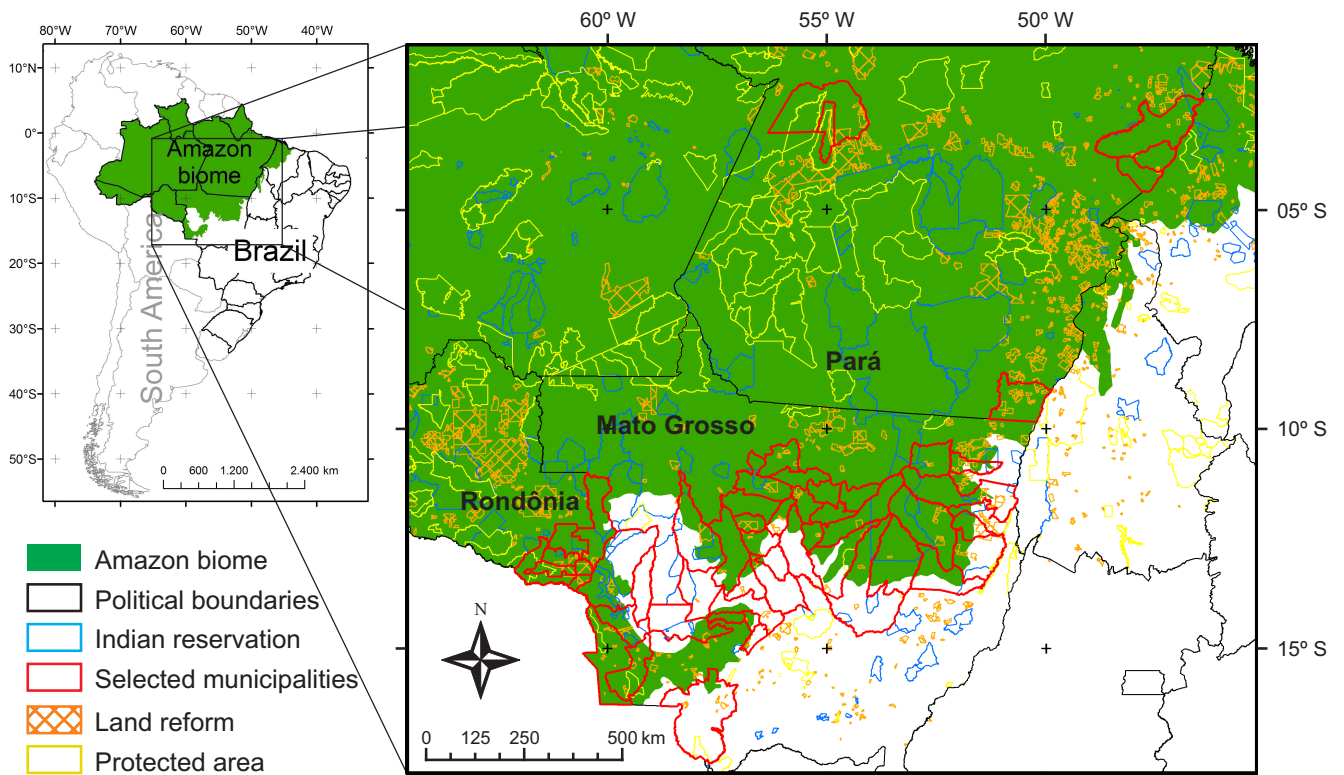 80°W 70°W 60°W 50°W 40°W
60° W 55° W 50° W
10°N
0°
10°S
20°S
30°S
40°S
50°S
Amazon
biome
Brazil
South America
0 600 1.200 2.400 km
05° S
10° S
15° S
Pará
Mato Grosso
Rondônia
N
0 125 250 500 km
Amazon biome
Political boundaries
Indian reservation
Selected municipalities
Land reform
Protected area